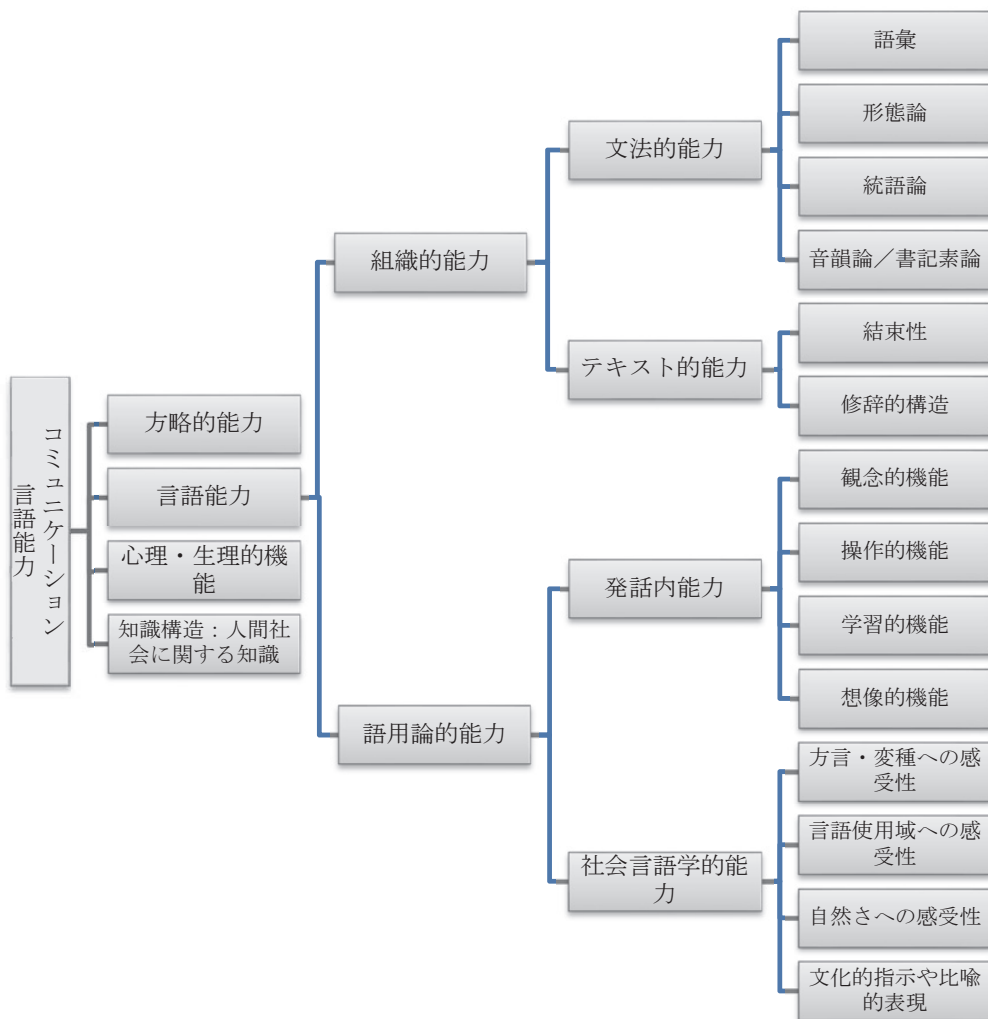 コミュニケーション
言語能力
方略的能力
言語能力
心理・生理的機
能
知識構造：人間社
会に関する知識
組織的能力
語用論的能力
文法的能力
テキスト的能力
発話内能力
社会言語学的能
力
語彙
形態論
統語論
音韻論／書記素論
結束性
修辞的構造
観念的機能
操作的機能
学習的機能
想像的機能
方言・変種への感
受性
言語使用域への感
受性
自然さへの感受性
文化的指示や比喩
的表現